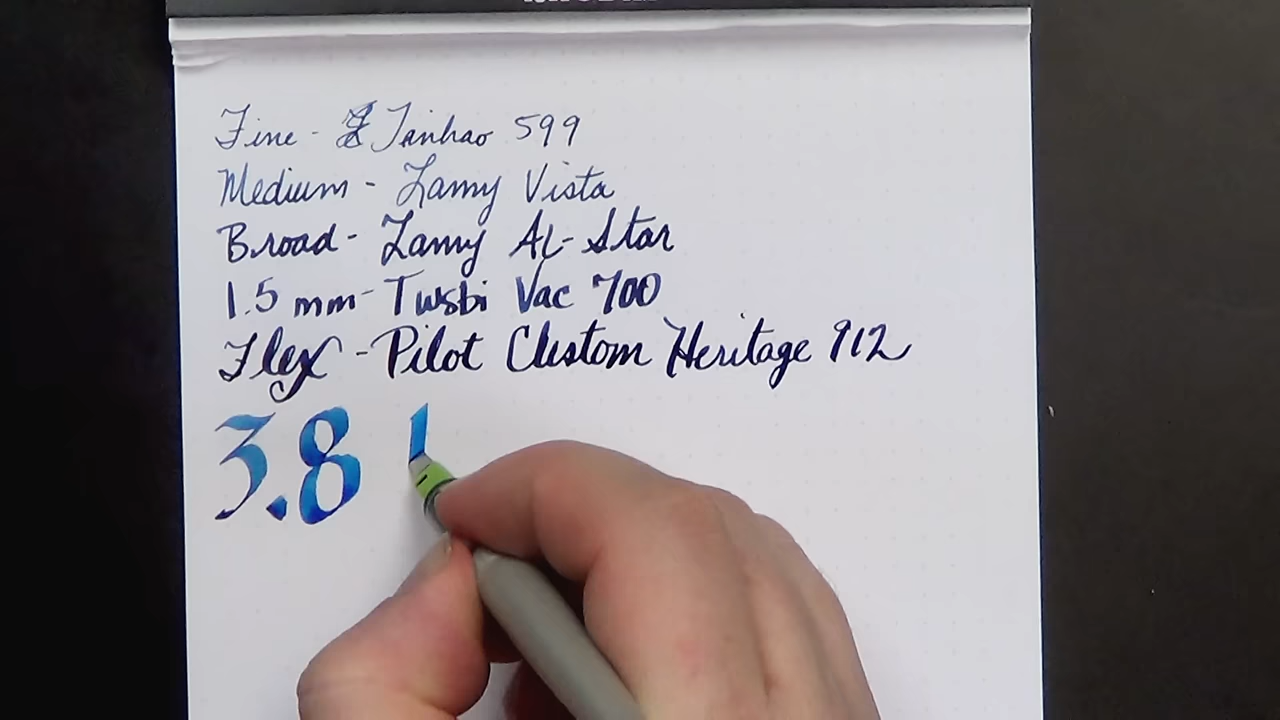 Fine - Jinhao 599
Medium - Lamy Vista
Broad - Lamy Al-Star
1.5 mm - Twsbi Vac 700
Flex - Pilot Custom Heritage 912
3.8